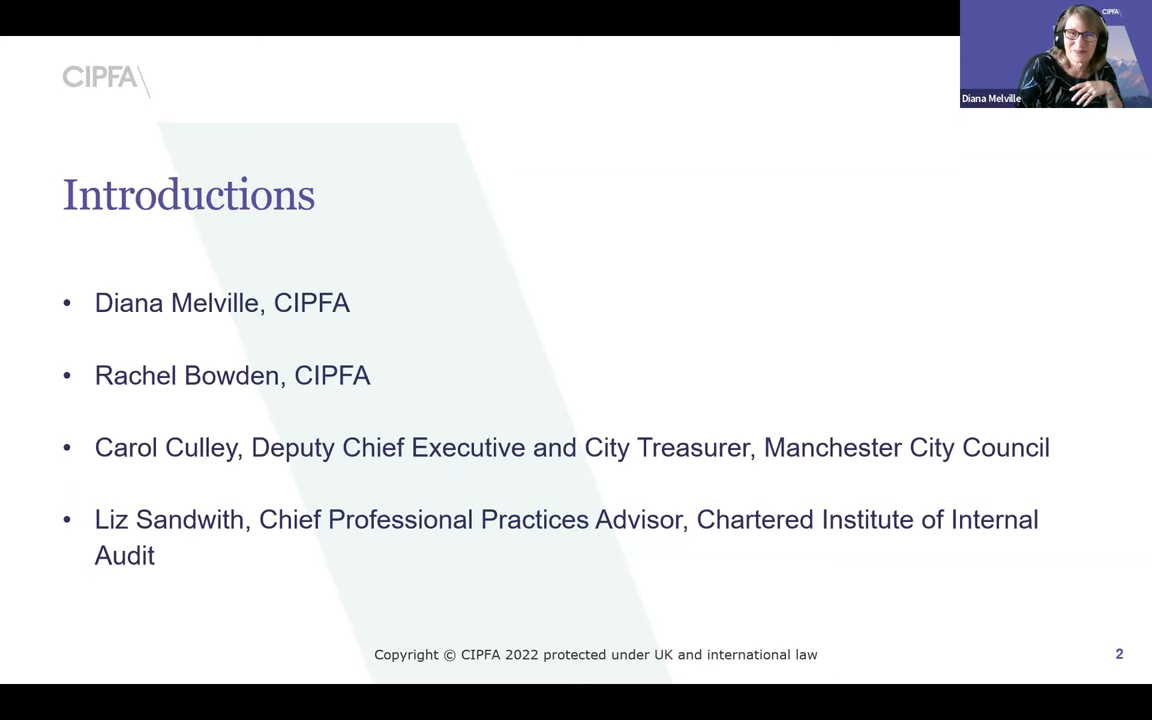 CIPFA
CIPFA
Diana Melville
Introductions
• Diana Melville, CIPFA
• Rachel Bowden, CIPFA
• Carol Culley, Deputy Chief Executive and City Treasurer, Manchester City Council
• Liz Sandwith, Chief Professional Practices Advisor, Chartered Institute of Internal
Audit
Copyright © CIPFA 2022 protected under UK and international law
2